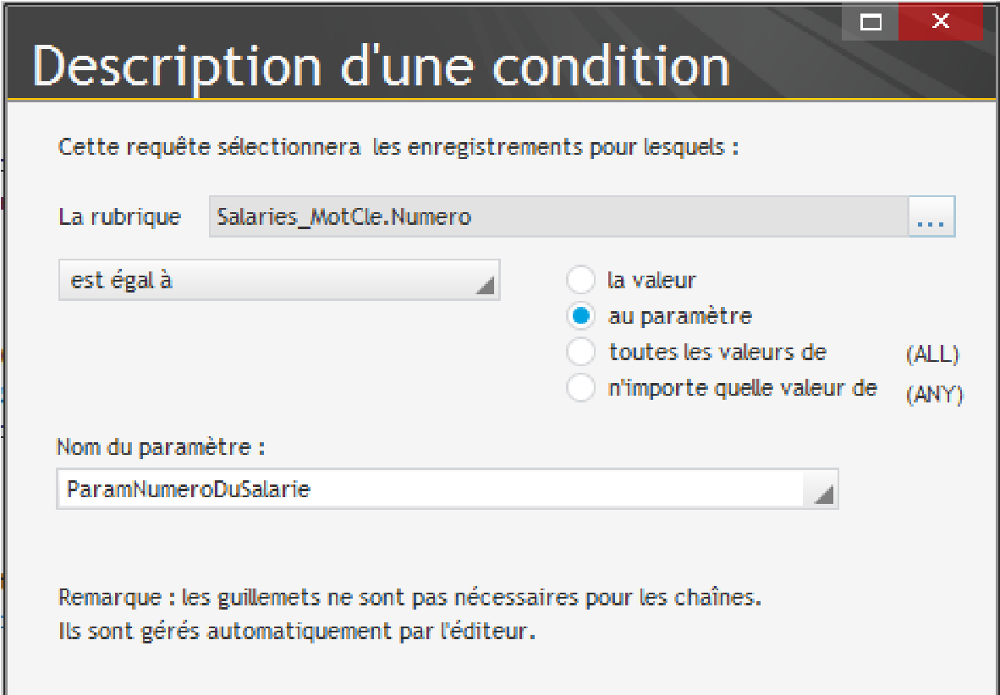 Description d'une condition
Cette requête sélectionnera les enregistrements pour lesquels :
La rubrique Salaries_MotCle.Numero ...
est égal à
la valeur
au paramètre
toutes les valeurs de (ALL)
n'importe quelle valeur de (ANY)
Nom du paramètre :
ParamNumeroDuSalarie
Remarque : les guillemets ne sont pas nécessaires pour les chaînes.
Ils sont gérés automatiquement par l'éditeur.